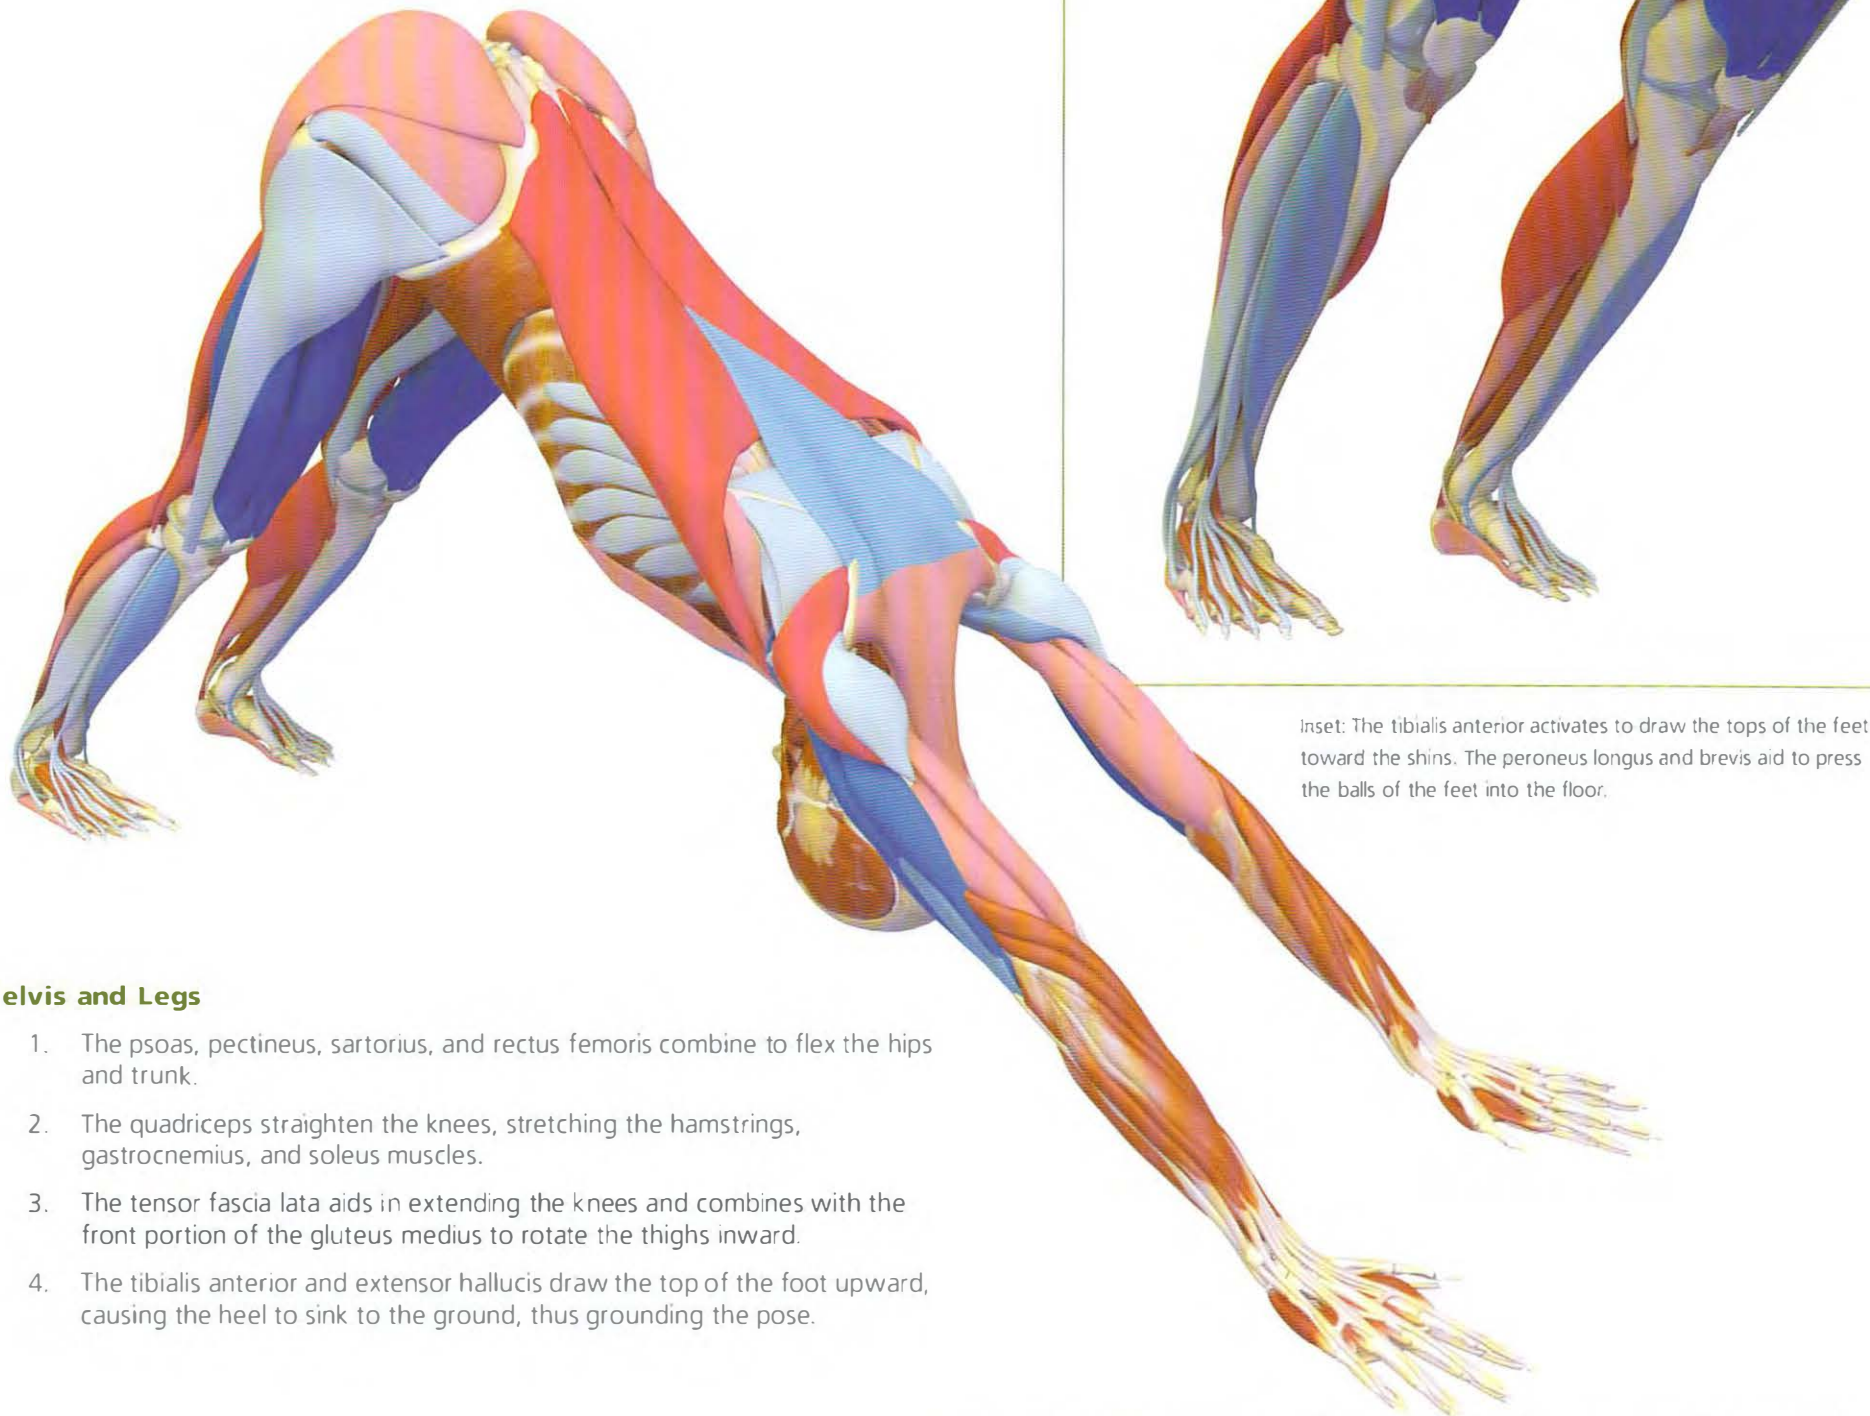 Inset: The tibialis anterior activates to draw the tops of the feet
toward the shins. The peroneus longus and brevis aid to press
the balls of the feet into the floor.
elvis and Legs
1. The psoas, pectineus, sartorius, and rectus femoris combine to flex the hips
and trunk.
2. The quadriceps straighten the knees, stretching the hamstrings,
gastrocnemius, and soleus muscles.
3. The tensor fascia lata aids in extending the knees and combines with the
front portion of the gluteus medius to rotate the thighs inward.
4. The tibialis anterior and extensor hallucis draw the top of the foot upward,
causing the heel to sink to the ground, thus grounding the pose.